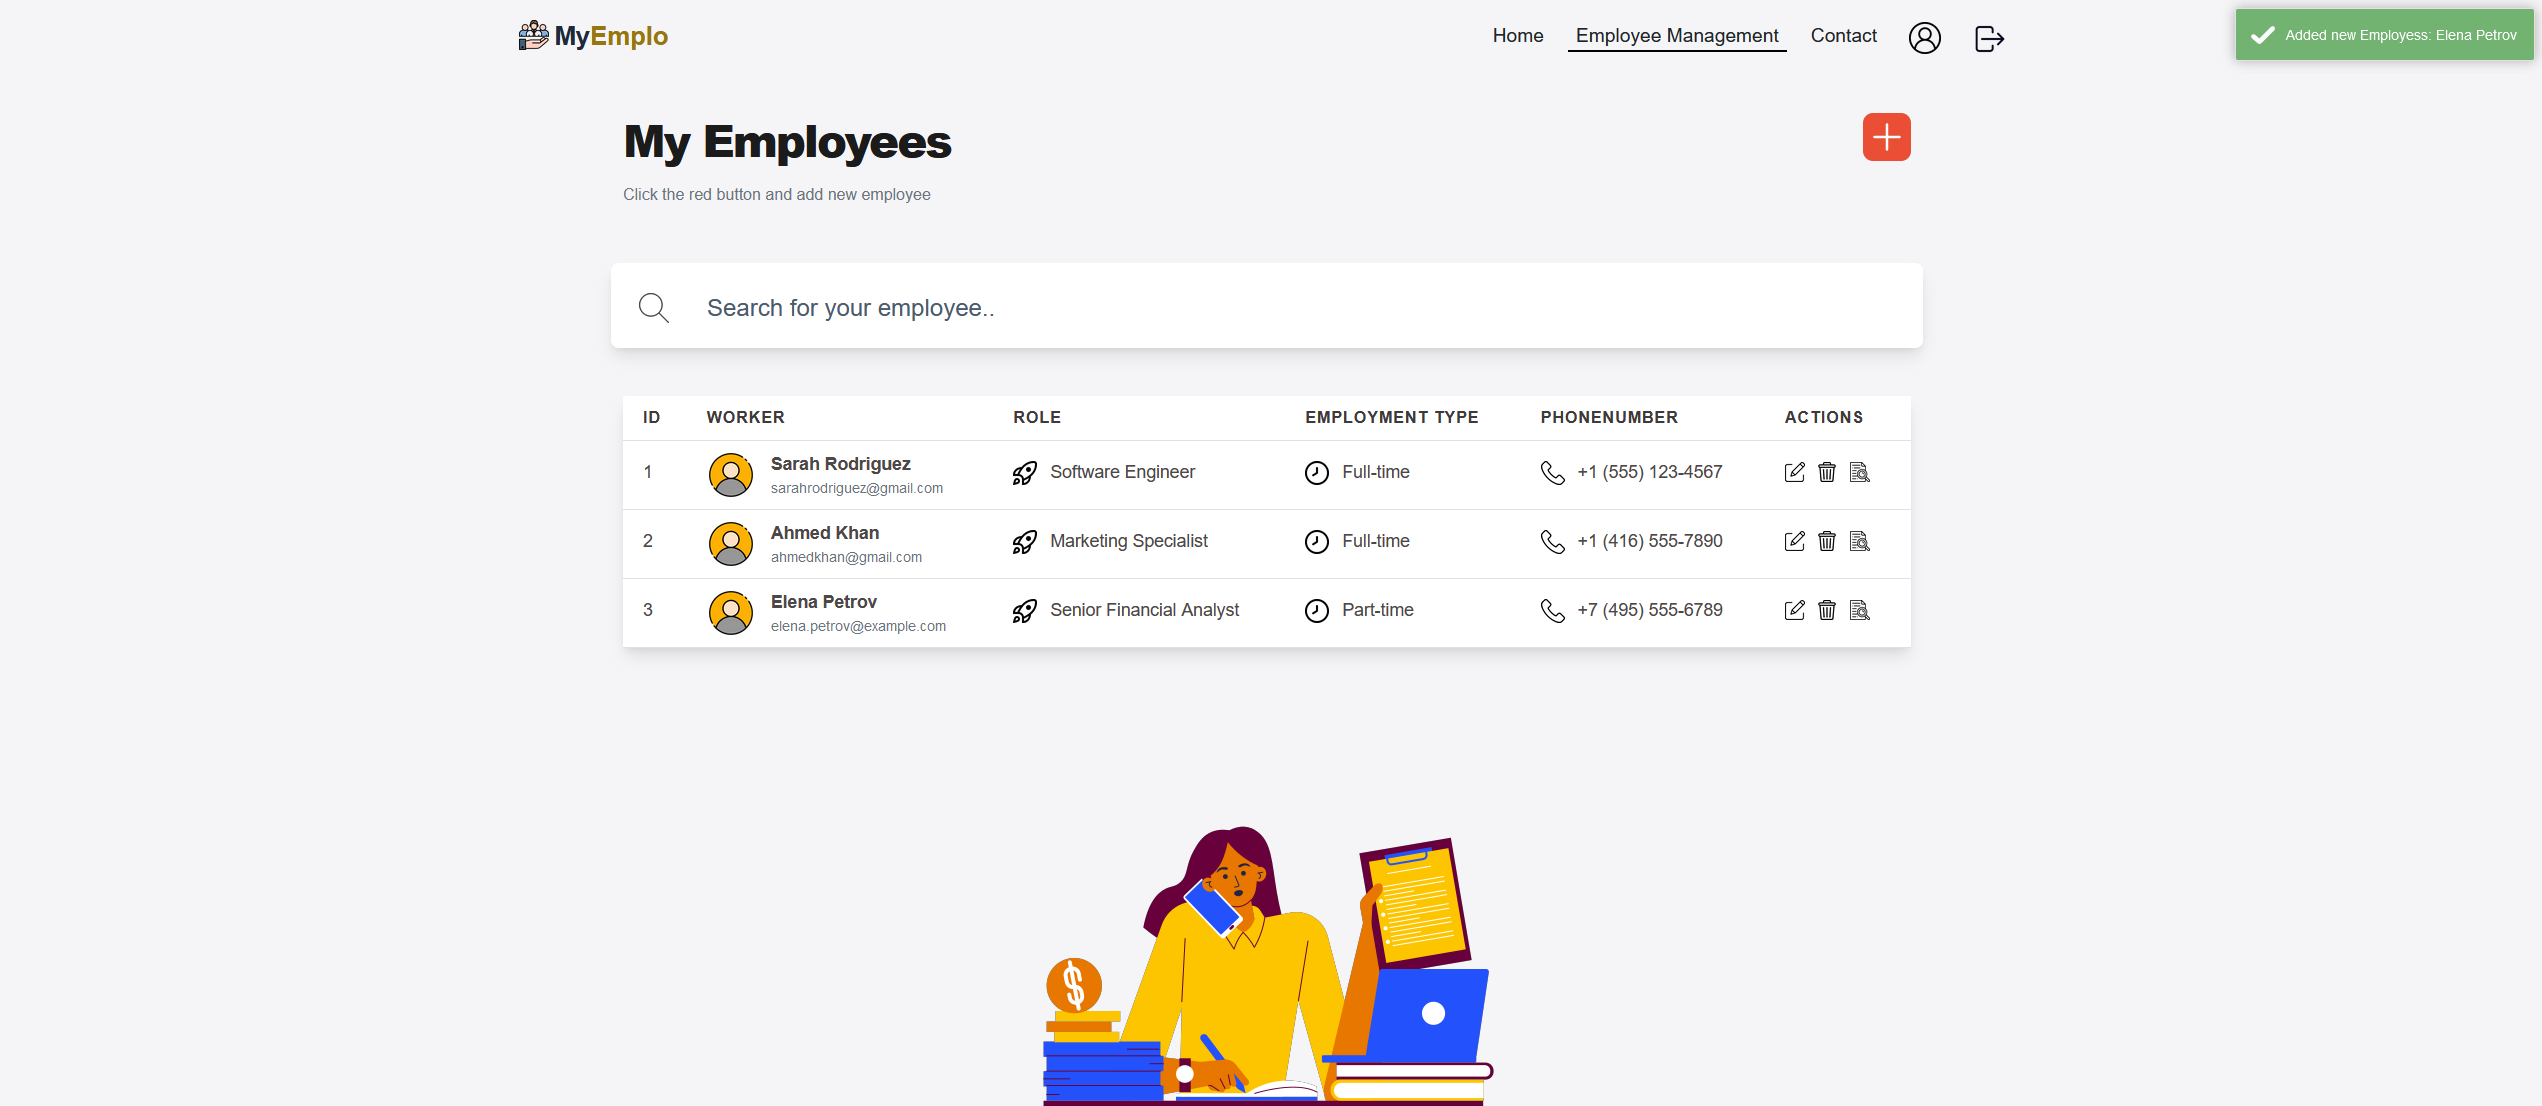 MyEmplo
Home Employee Management Contact
Added new Employess: Elena Petrov
My Employees
Click the red button and add new employee
Search for your employee..
ID WORKER ROLE EMPLOYMENT TYPE PHONENUMBER ACTIONS
1 Sarah Rodriguez Software Engineer Full-time +1 (555) 123-4567
sarahrodriguez@gmail.com
2 Ahmed Khan Marketing Specialist Full-time +1 (416) 555-7890
ahmedkhan@gmail.com
3 Elena Petrov Senior Financial Analyst Part-time +7 (495) 555-6789
elena.petrov@example.com
$